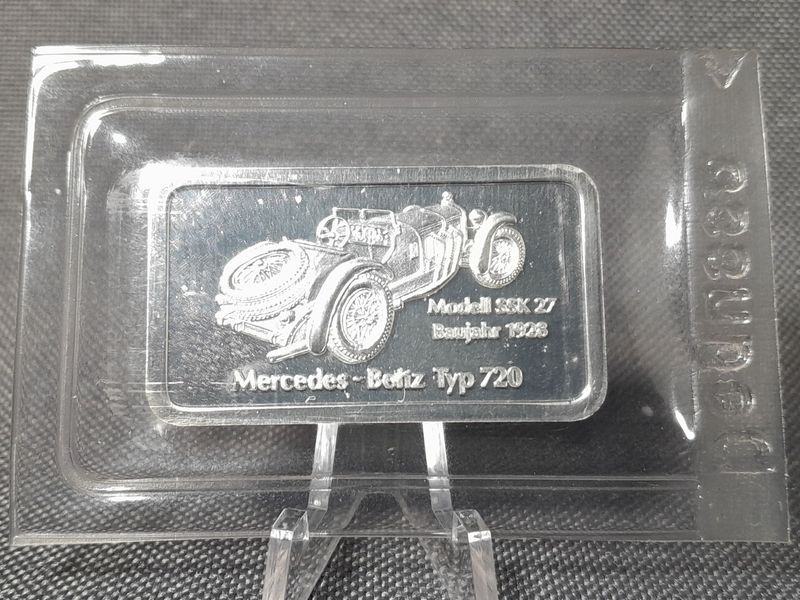 Modell SSK 27
Baujahr 1928
Mercedes - Benz Typ 720